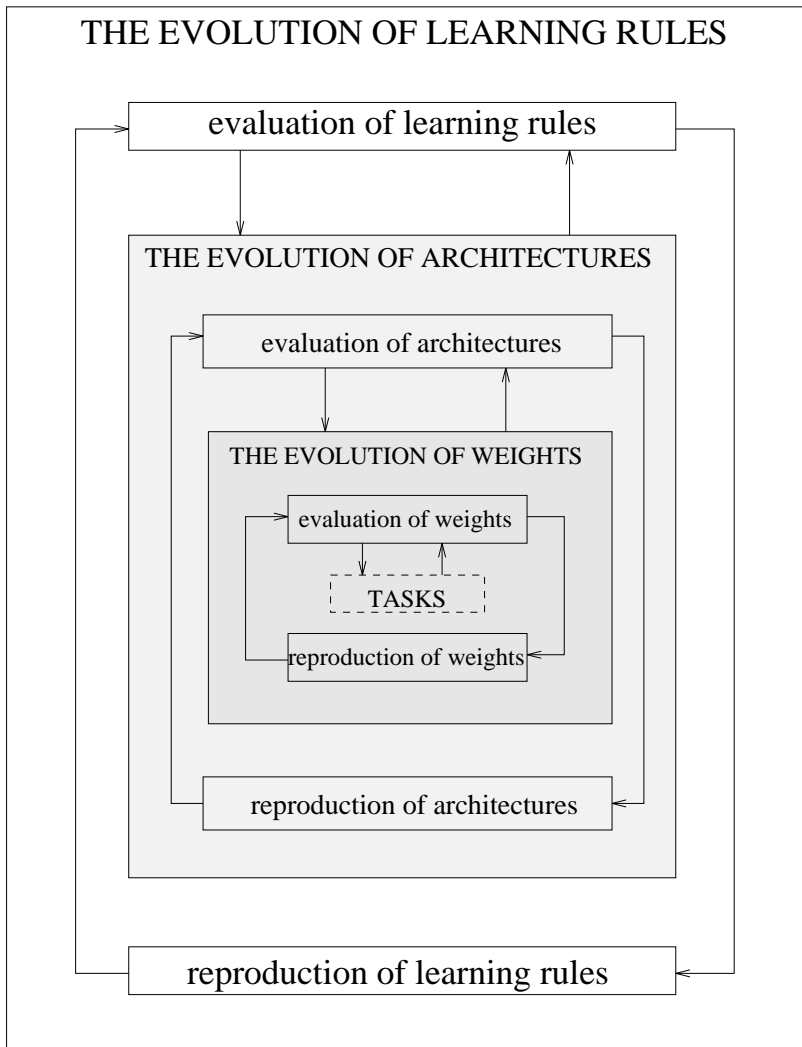 THE EVOLUTION OF LEARNING RULES
evaluation of learning rules
THE EVOLUTION OF ARCHITECTURES
evaluation of architectures
THE EVOLUTION OF WEIGHTS
evaluation of weights
TASKS
reproduction of weights
reproduction of architectures
reproduction of learning rules